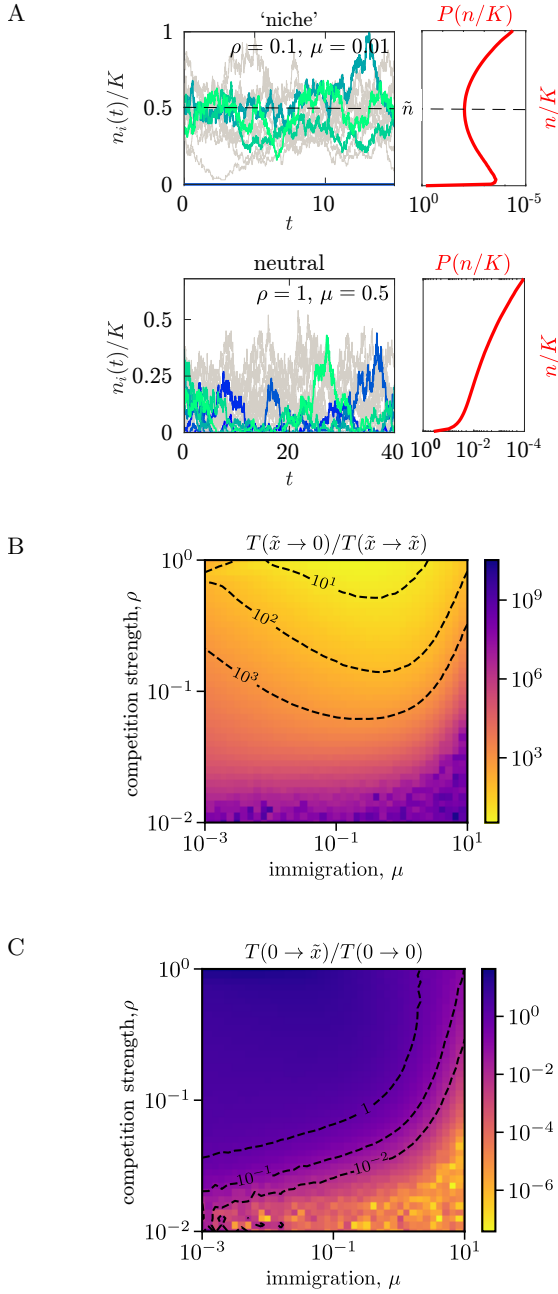 A
'niche'
P(n/K)
ρ = 0.1, μ = 0.01
1
0.5
0
n_i(t)/K
ñ
n/K
0
10
t
10^0
10^-5
neutral
P(n/K)
ρ = 1, μ = 0.5
0.5
0.25
0
n_i(t)/K
n/K
0
20
40
t
10^0
10^-2
10^-4
B
T(x̃ → 0)/T(x̃ → x̃)
10^0
10^-1
10^-2
competition strength, ρ
10^1
10^2
10^3
10^9
10^6
10^3
10^-3
10^-1
10^1
immigration, μ
C
T(0 → x̃)/T(0 → 0)
10^0
10^-1
10^-2
competition strength, ρ
1
10^-1
10^-2
10^0
10^-2
10^-4
10^-6
10^-3
10^-1
10^1
immigration, μ